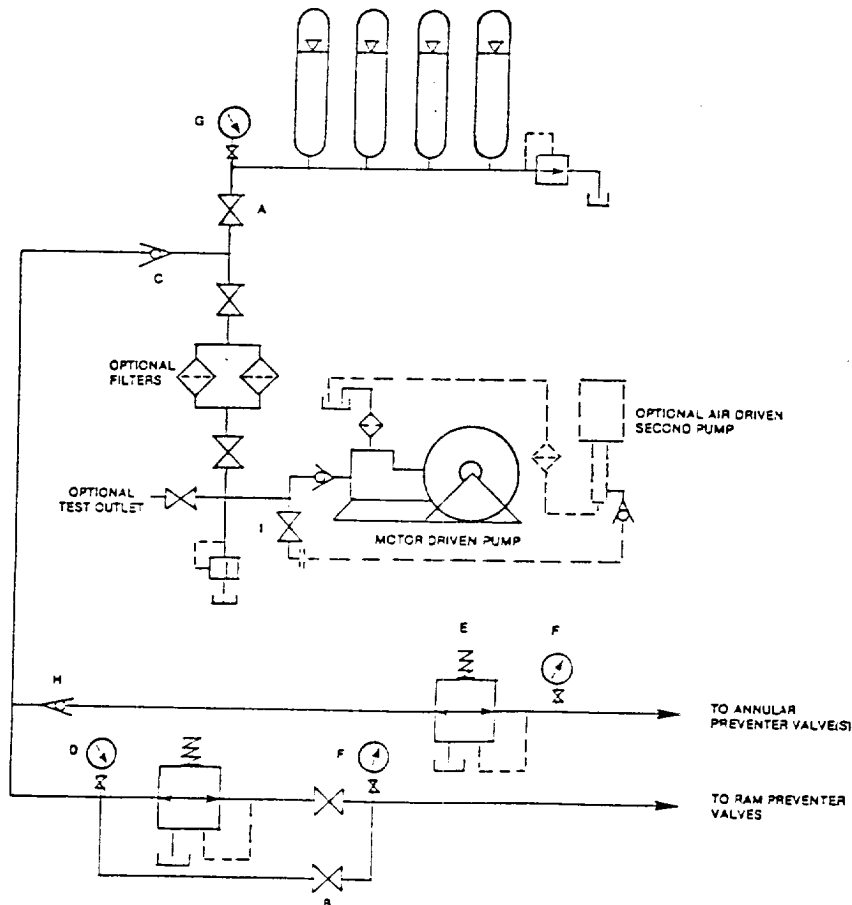 G
A
C
OPTIONAL
FILTERS
OPTIONAL AIR DRIVEN
SECOND PUMP
OPTIONAL
TEST OUTLET
I
MOTOR DRIVEN PUMP
E
F
H
TO ANNULAR
PREVENTER VALVE(S)
D
F
TO RAM PREVENTER
VALVES
B